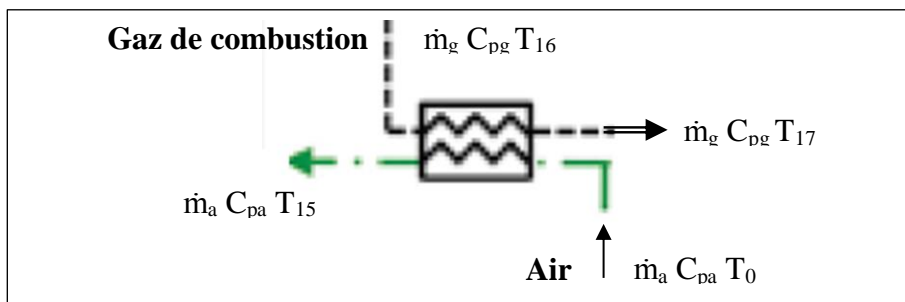 Gaz de combustion ṁg Cpg T16
ṁg Cpg T17
ṁa Cpa T15
Air ṁa Cpa T0